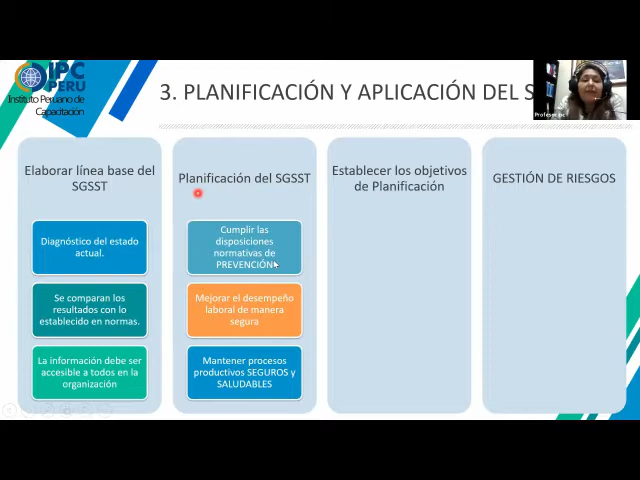 IPC
PERU
Instituto Peruano de
Capacitación
3. PLANIFICACIÓN Y APLICACIÓN DEL S
Elaborar línea base del
SGSST
Diagnóstico del estado
actual.
Se comparan los
resultados con lo
establecido en normas.
La información debe ser
accesible a todos en la
organización
Planificación del SGSST
Cumplir las
disposiciones
normativas de
PREVENCIÓN
Mejorar el desempeño
laboral de manera
segura
Mantener procesos
productivos SEGUROS y
SALUDABLES
Establecer los objetivos
de Planificación
GESTIÓN DE RIESGOS